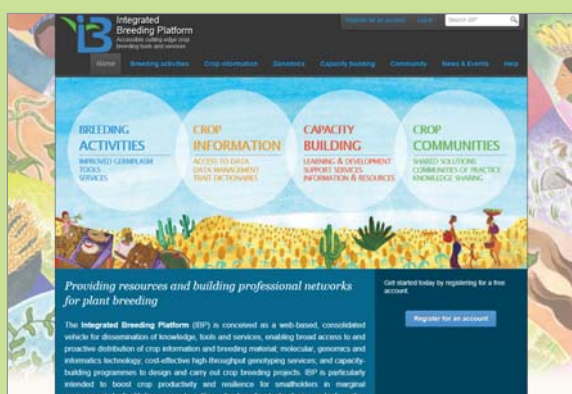 Integrated
Breeding Platform
Accessible cutting edge crop
breeding tools and services
Register for an account Log in Search IBP
Home Breeding activities Crop information Genomics Capacity building Community News & Events Help
BREEDING
ACTIVITIES
IMPROVED GERMPLASM
TOOLS
SERVICES
CROP
INFORMATION
ACCESS TO DATA
DATA MANAGEMENT
TRAIT DICTIONARIES
CAPACITY
BUILDING
LEARNING & DEVELOPMENT
SUPPORT SERVICES
INFORMATION & RESOURCES
CROP
COMMUNITIES
SHARED SOLUTIONS
COMMUNITIES OF PRACTICE
KNOWLEDGE SHARING
Providing resources and building professional networks
for plant breeding
The Integrated Breeding Platform (IBP) is conceived as a web-based, consolidated
vehicle for dissemination of knowledge, tools and services, enabling broad access to and
proactive distribution of crop information and breeding material; molecular, genomics and
informatics technology; cost-effective high-throughput genotyping services; and capacity-
building programmes to design and carry out crop breeding projects. IBP is particularly
intended to boost crop productivity and resilience for smallholders in marginal
Get started today by registering for a free
account.
Register for an account